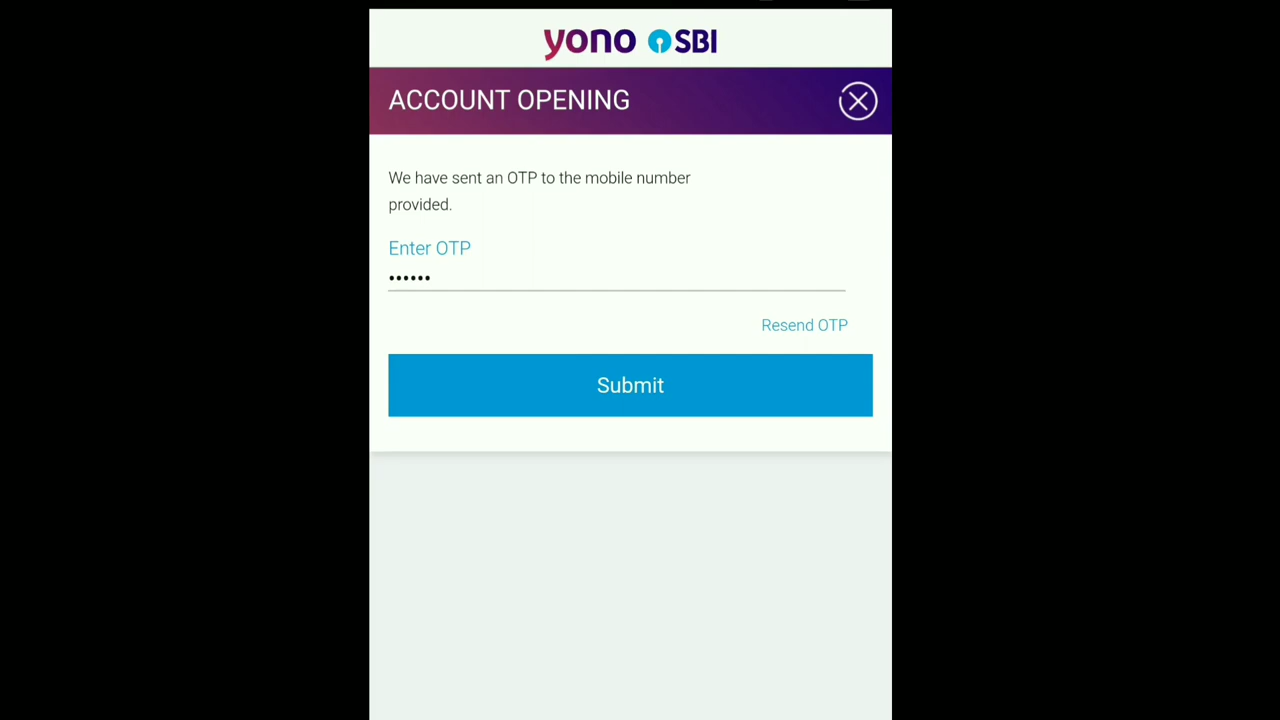 yono SBI
ACCOUNT OPENING
We have sent an OTP to the mobile number
provided.
Enter OTP
••••••
Resend OTP
Submit